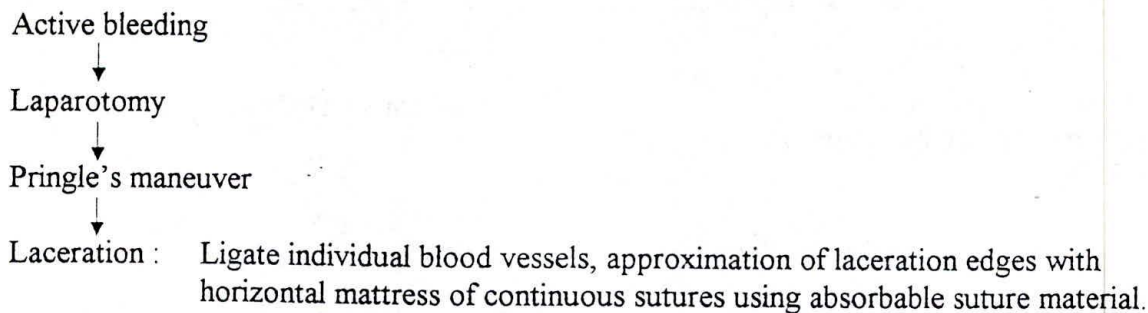 Active bleeding
Laparotomy
Pringle's maneuver
Laceration : Ligate individual blood vessels, approximation of laceration edges with
horizontal mattress of continuous sutures using absorbable suture material.